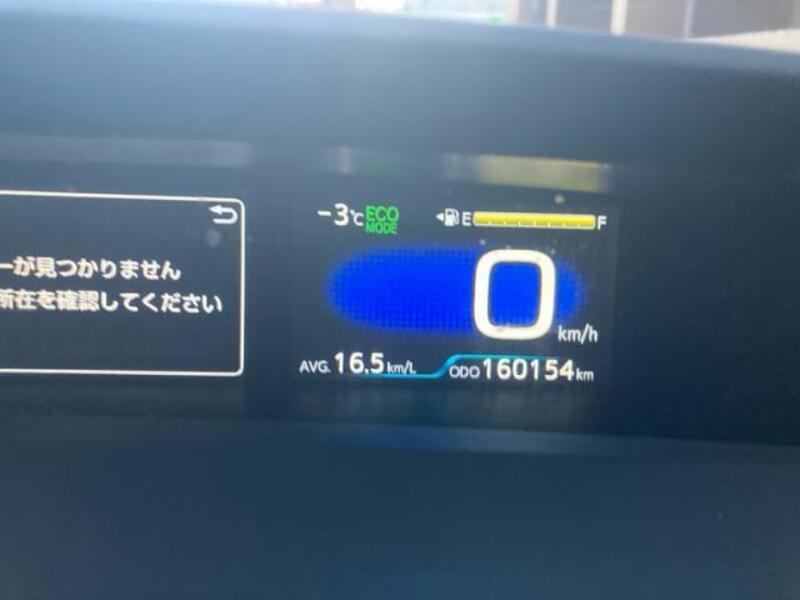 -3℃ ECO MODE E F
ーが見つかりません
所在を確認してください
0 km/h
AVG. 16.5 km/L ODO 160154 km